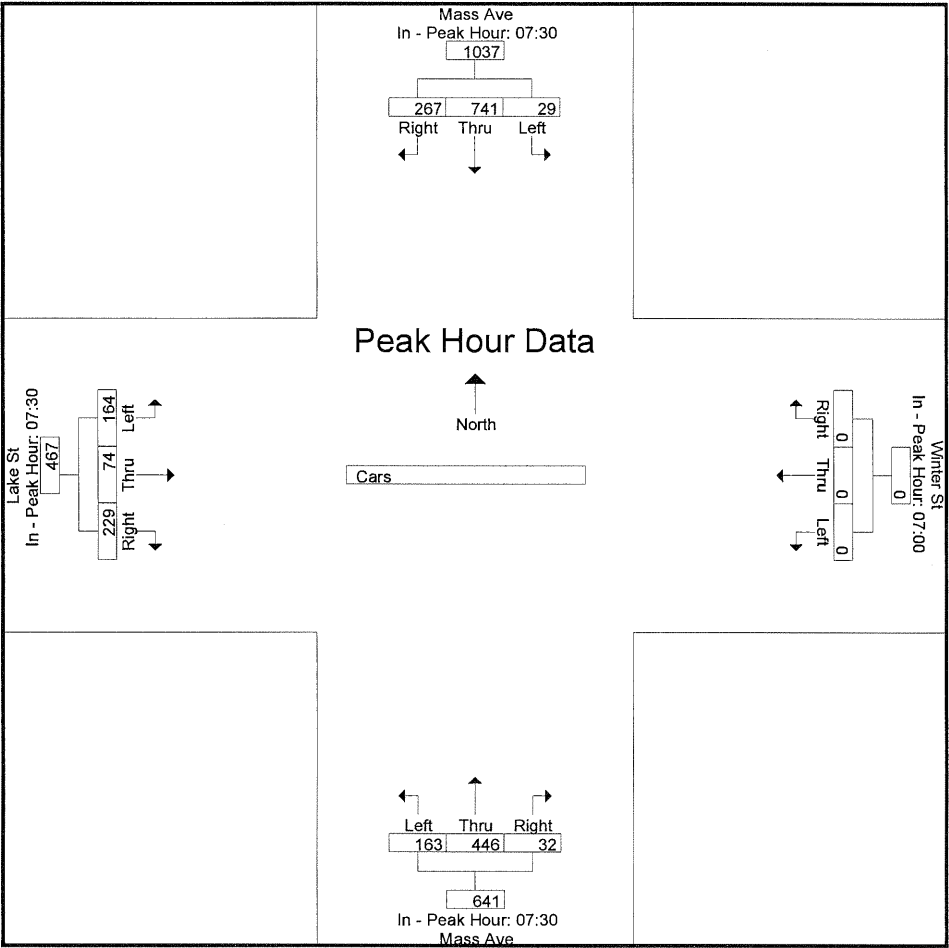 Mass Ave
In - Peak Hour: 07:30
1037
267 741 29
Right Thru Left
Peak Hour Data
North
Cars
Lake St
In - Peak Hour: 07:30
467
164 74 229
Left Thru Right
Winter St
In - Peak Hour: 07:00
0
0 0 0
Right Thru Left
Left Thru Right
163 446 32
641
In - Peak Hour: 07:30
Mass Ave